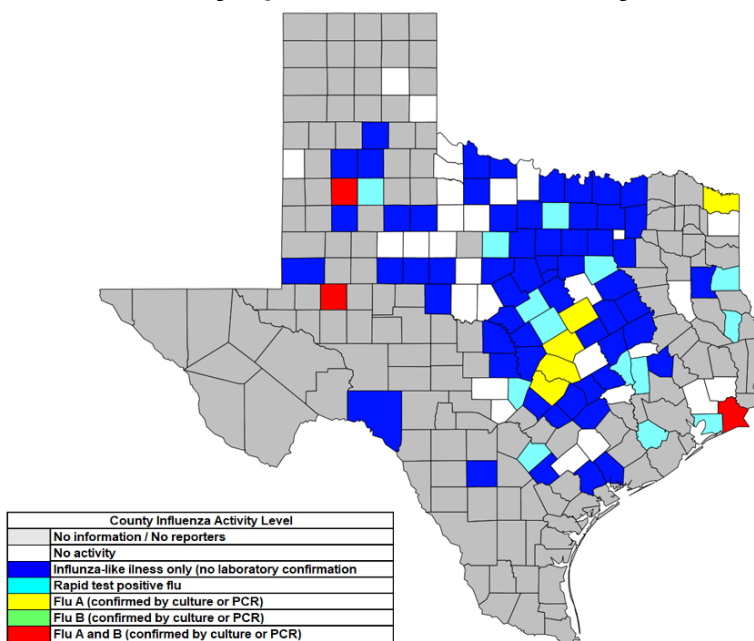 County Influenza Activity Level
No information / No reporters
No activity
Influnza-like ilness only (no laboratory confirmation
Rapid test positive flu
Flu A (confirmed by culture or PCR)
Flu B (confirmed by culture or PCR)
Flu A and B (confirmed by culture or PCR)